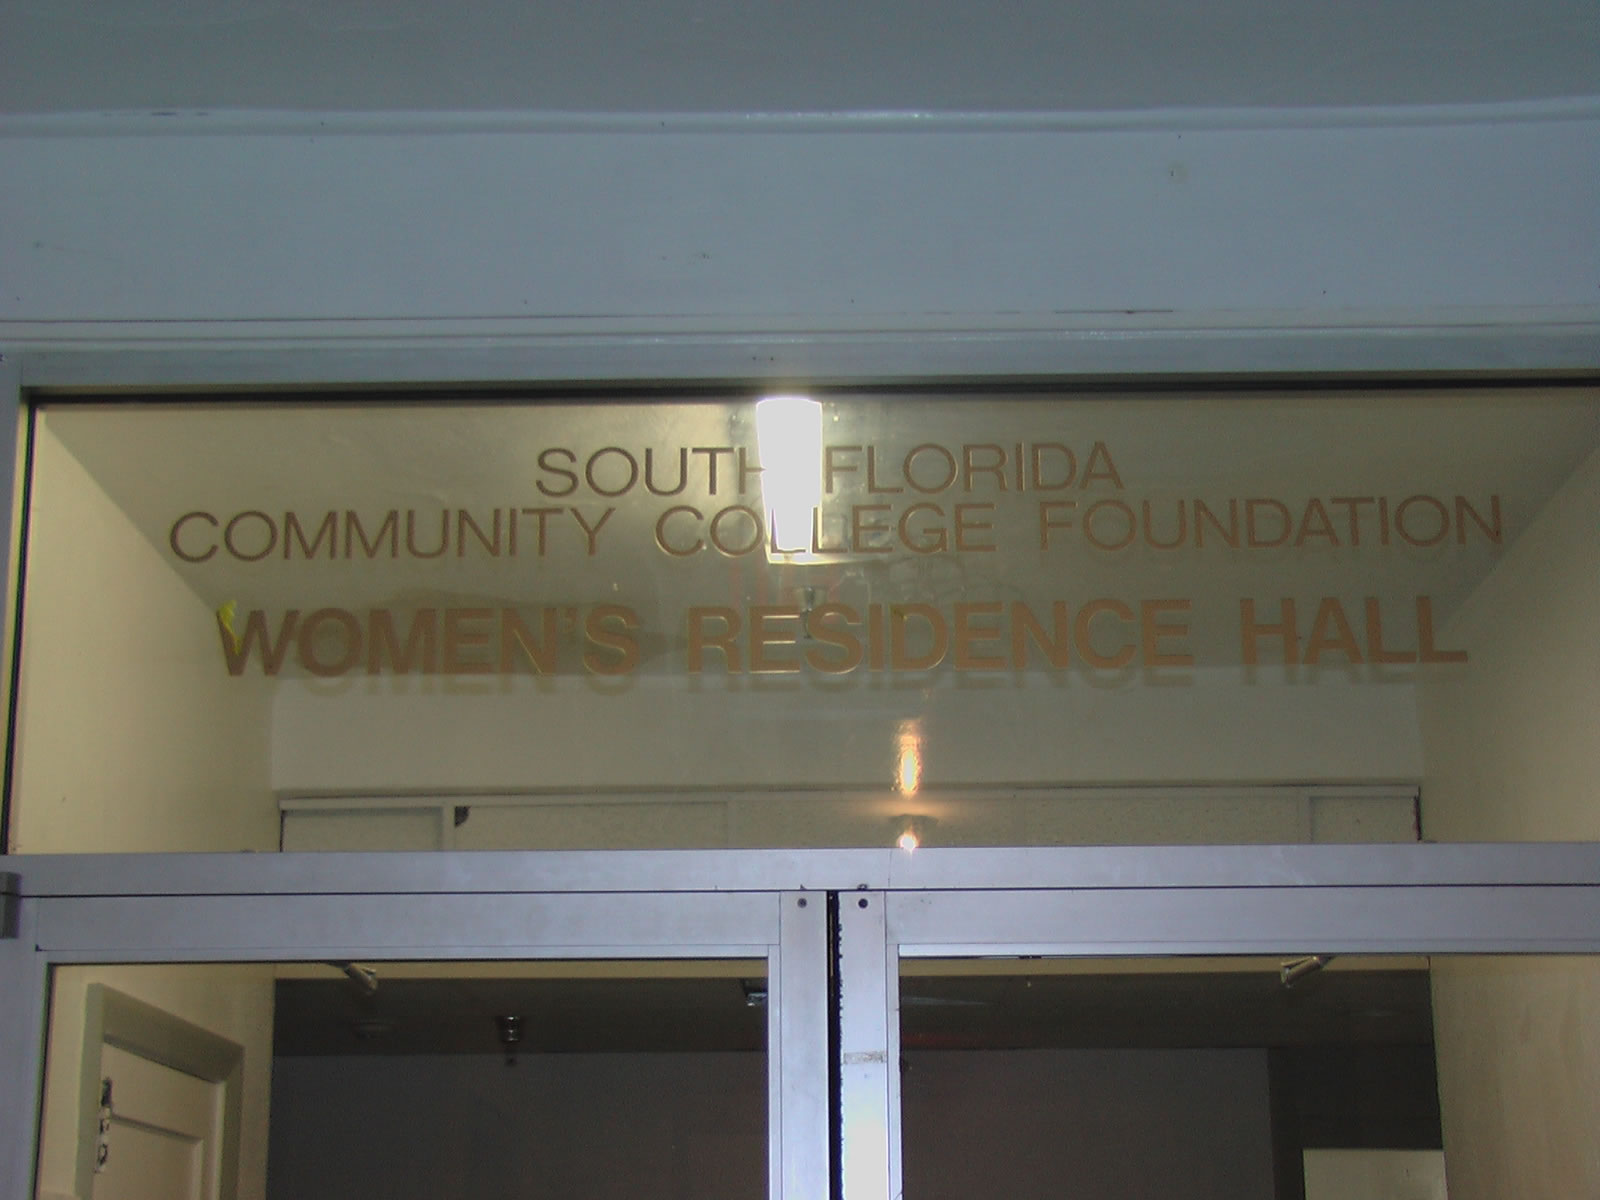 SOUTH FLORIDA
COMMUNITY COLLEGE FOUNDATION
WOMEN'S RESIDENCE HALL